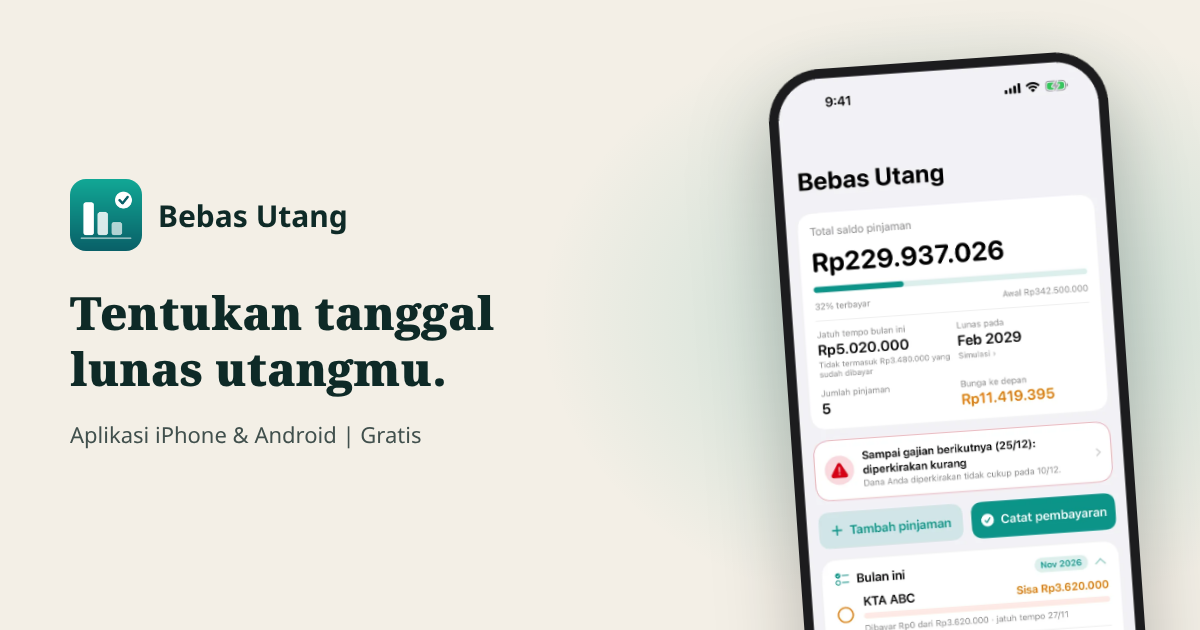 Bebas Utang
Tentukan tanggal
lunas utangmu.
Aplikasi iPhone & Android | Gratis
9:41
Bebas Utang
Total saldo pinjaman
Rp229.937.026
32% terbayar
Awal Rp342.500.000
Jatuh tempo bulan ini
Rp5.020.000
Tidak termasuk Rp3.480.000 yang
sudah dibayar
Lunas pada
Feb 2029
Simulasi ›
Jumlah pinjaman
5
Bunga ke depan
Rp11.419.395
Sampai gajian berikutnya (25/12):
diperkirakan kurang
Dana Anda diperkirakan tidak cukup pada 10/12.
+ Tambah pinjaman
Catat pembayaran
Bulan ini
Nov 2026
KTA ABC
Sisa Rp3.620.000
Dibayar Rp0 dari Rp3.620.000 · jatuh tempo 27/11